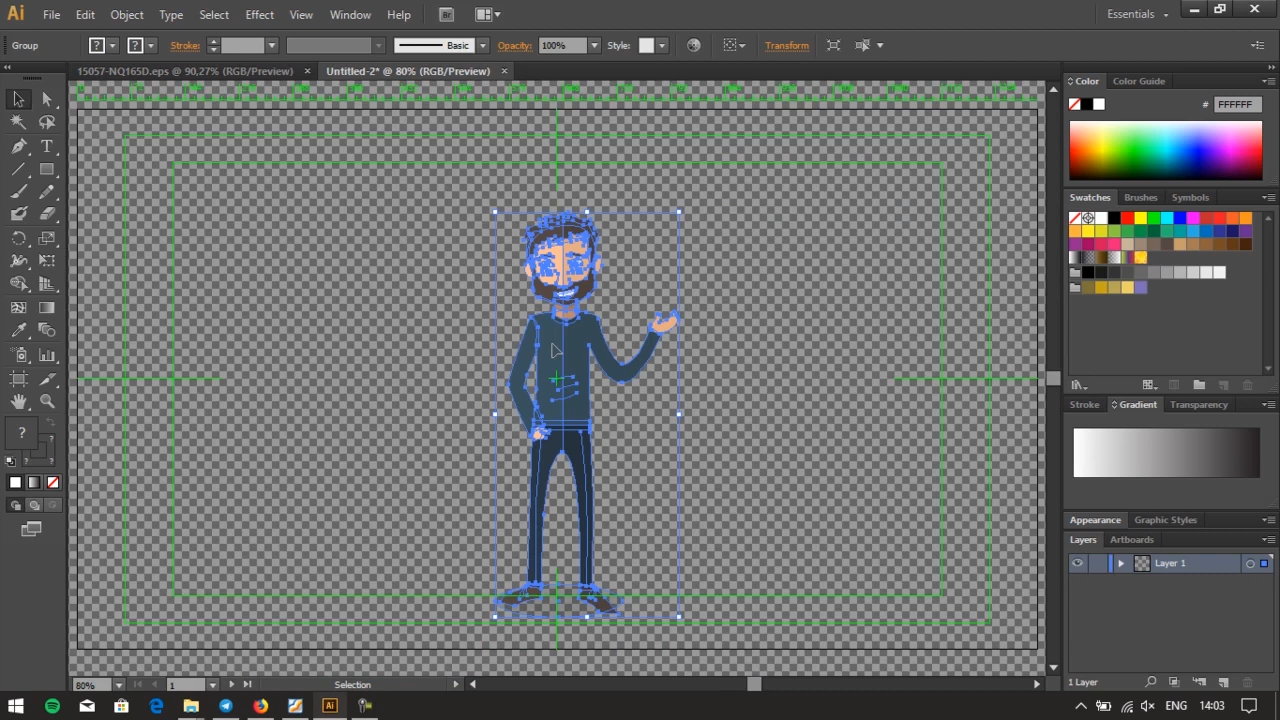 Ai File Edit Object Type Select Effect View Window Help Br Essentials
Group ? ? Stroke: Basic Opacity: 100% Style: Transform
15057-NQ165D.eps @ 90,27% (RGB/Preview) × Untitled-2* @ 80% (RGB/Preview) ×
Color Color Guide
# FFFFFF
Swatches Brushes Symbols
T
Stroke Gradient Transparency
?
Appearance Graphic Styles
Layers Artboards
Layer 1
80% 1 Selection
1 Layer
Ai ENG 14:03